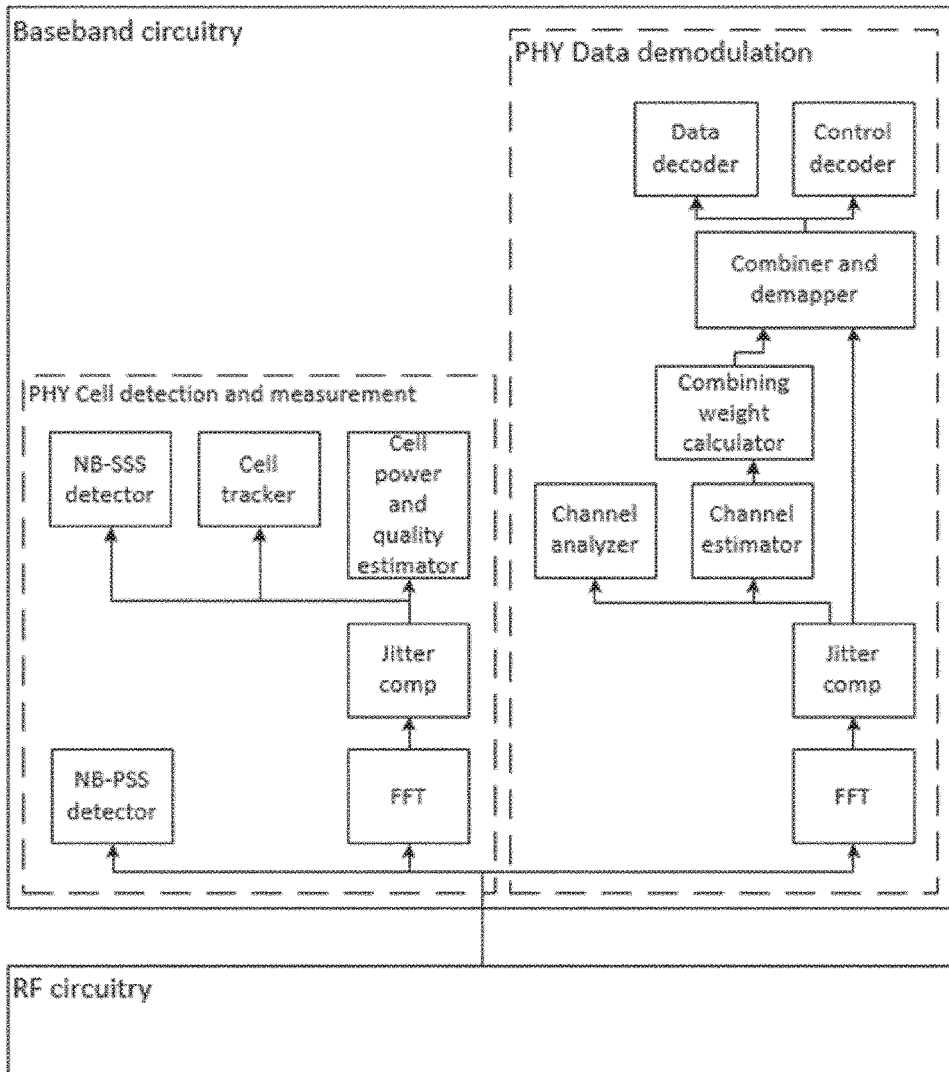 Baseband circuitry
PHY Data demodulation
Data
decoder
Control
decoder
Combiner and
demapper
Combining
weight
calculator
Channel
analyzer
Channel
estimator
Jitter
comp
FFT
PHY Cell detection and measurement
NB-SSS
detector
Cell
tracker
Cell
power
and
quality
estimator
Jitter
comp
NB-PSS
detector
FFT
RF circuitry